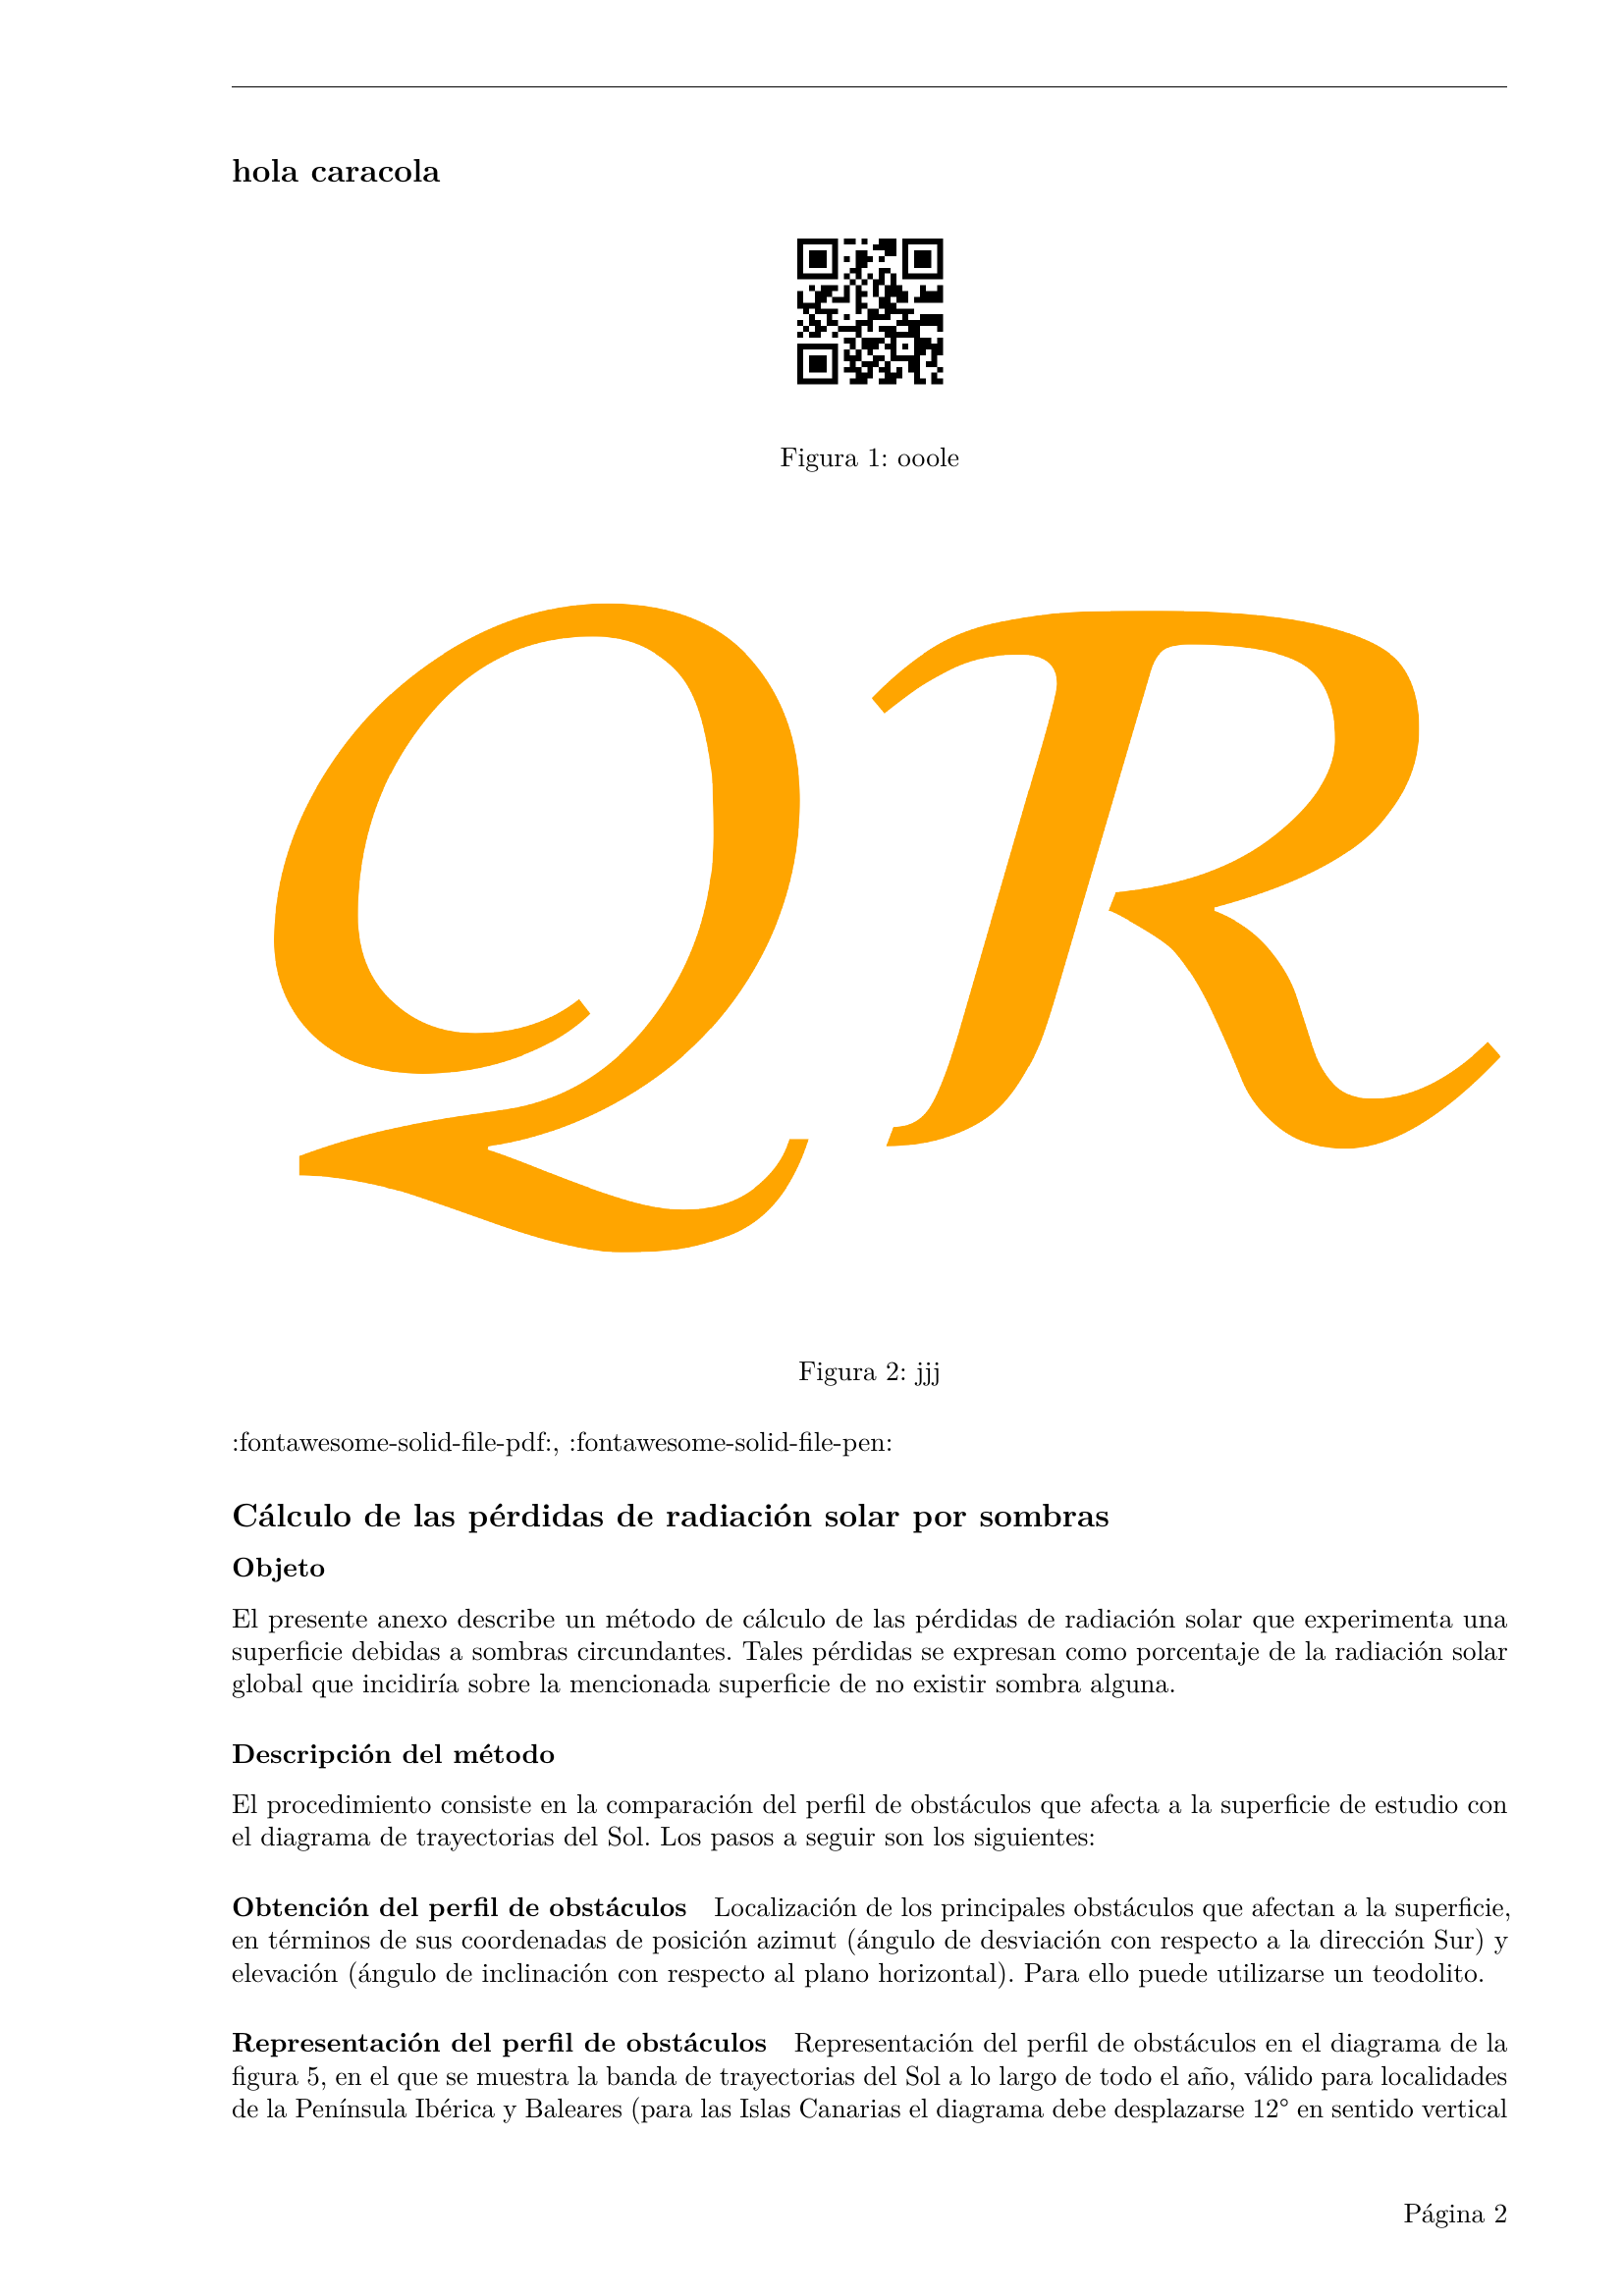 hola caracola
Figura 1: ooole
QR
Figura 2: jjj
:fontawesome-solid-file-pdf:, :fontawesome-solid-file-pen:
Cálculo de las pérdidas de radiación solar por sombras
Objeto
El presente anexo describe un método de cálculo de las pérdidas de radiación solar que experimenta una
superficie debidas a sombras circundantes. Tales pérdidas se expresan como porcentaje de la radiación solar
global que incidiría sobre la mencionada superficie de no existir sombra alguna.
Descripción del método
El procedimiento consiste en la comparación del perfil de obstáculos que afecta a la superficie de estudio con
el diagrama de trayectorias del Sol. Los pasos a seguir son los siguientes:
Obtención del perfil de obstáculos Localización de los principales obstáculos que afectan a la superficie,
en términos de sus coordenadas de posición azimut (ángulo de desviación con respecto a la dirección Sur) y
elevación (ángulo de inclinación con respecto al plano horizontal). Para ello puede utilizarse un teodolito.
Representación del perfil de obstáculos Representación del perfil de obstáculos en el diagrama de la
figura 5, en el que se muestra la banda de trayectorias del Sol a lo largo de todo el año, válido para localidades
de la Península Ibérica y Baleares (para las Islas Canarias el diagrama debe desplazarse 12° en sentido vertical
Página 2